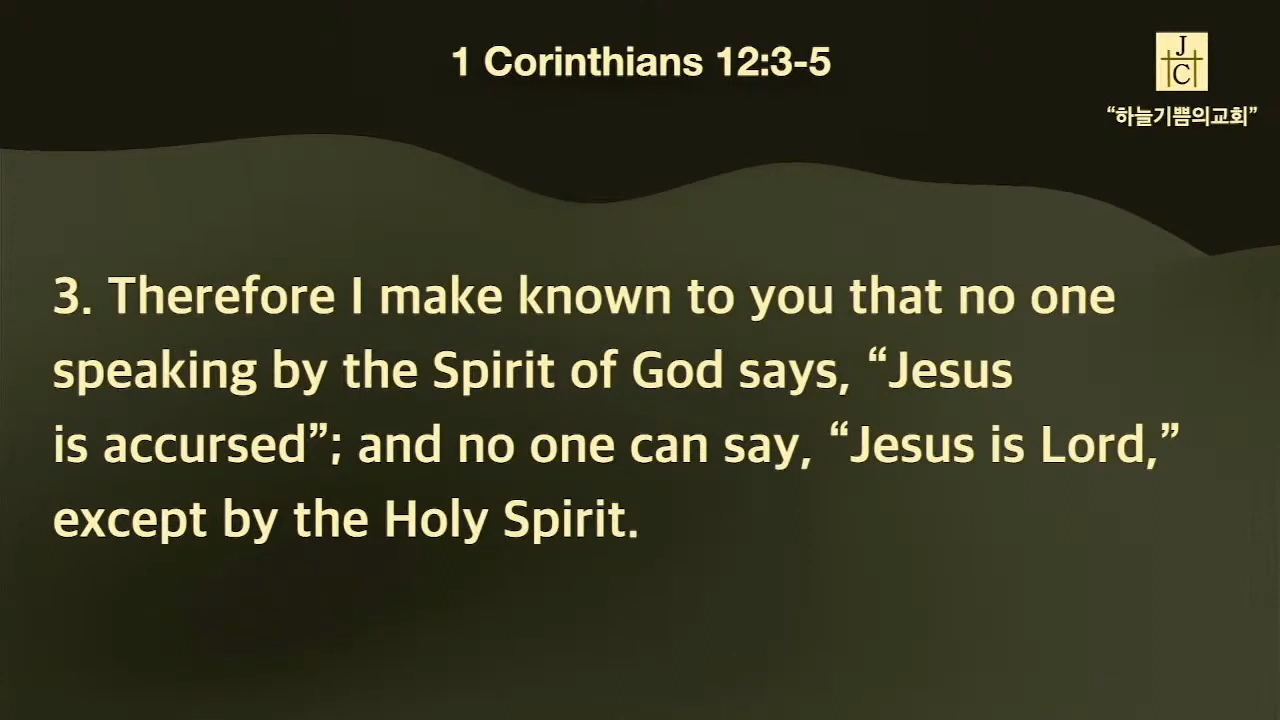 1 Corinthians 12:3-5
J
C
“하늘기쁨의교회”
3. Therefore I make known to you that no one
speaking by the Spirit of God says, “Jesus
is accursed”; and no one can say, “Jesus is Lord,”
except by the Holy Spirit.